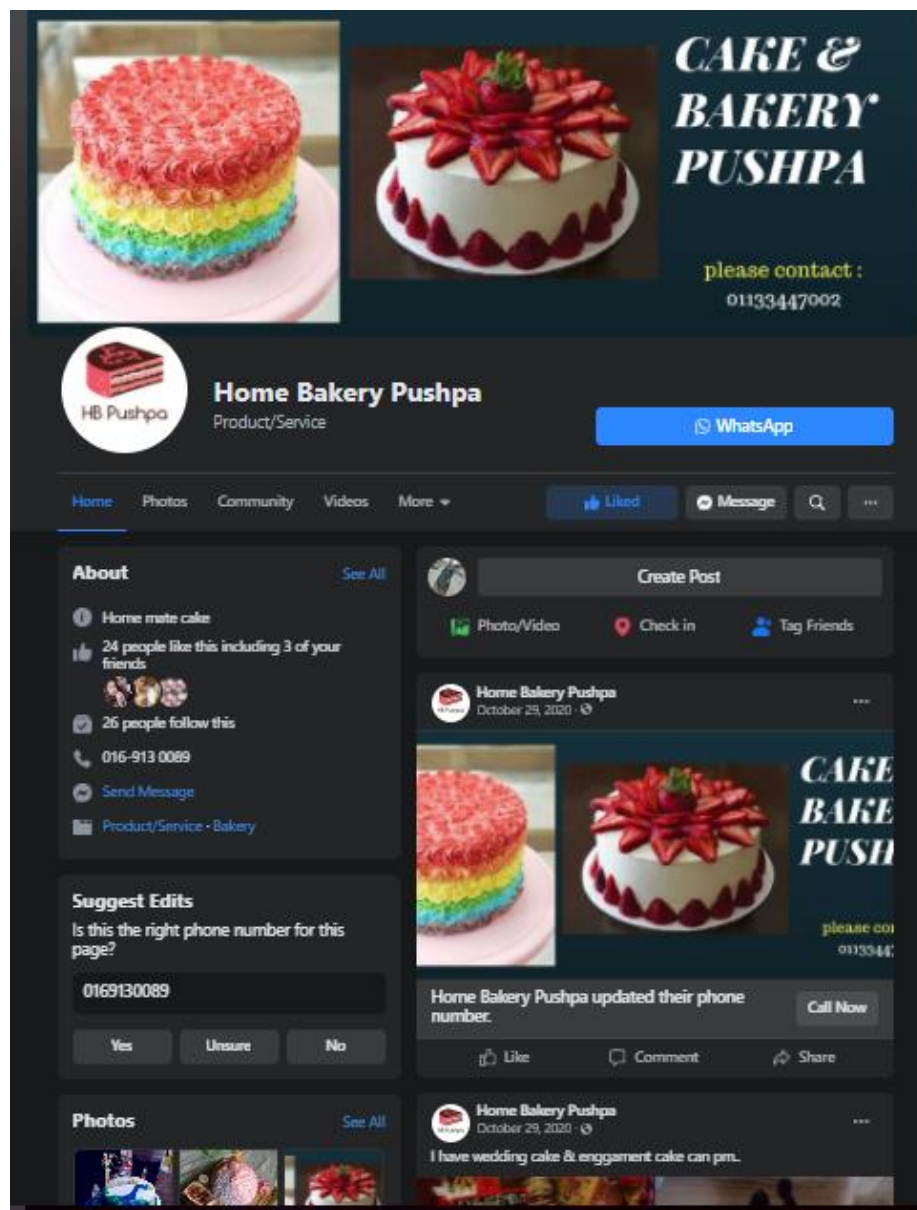 CAKE &
BAKERY
PUSHPA
please contact :
01133447002
HB Pushpa
Home Bakery Pushpa
Product/Service
WhatsApp
Home
Photos
Community
Videos
More
Liked
Message
About
See All
Home mate cake
24 people like this including 3 of your
friends
26 people follow this
016-913 0089
Send Message
Product/Service · Bakery
Suggest Edits
Is this the right phone number for this
page?
0169130089
Yes
Unsure
No
Photos
See All
Create Post
Photo/Video
Check in
Tag Friends
Home Bakery Pushpa
October 29, 2020 ·
CAKE
BAKE
PUSH
please co
0113344
Home Bakery Pushpa updated their phone
number.
Call Now
Like
Comment
Share
Home Bakery Pushpa
October 29, 2020 ·
I have wedding cake & enggament cake can pm..